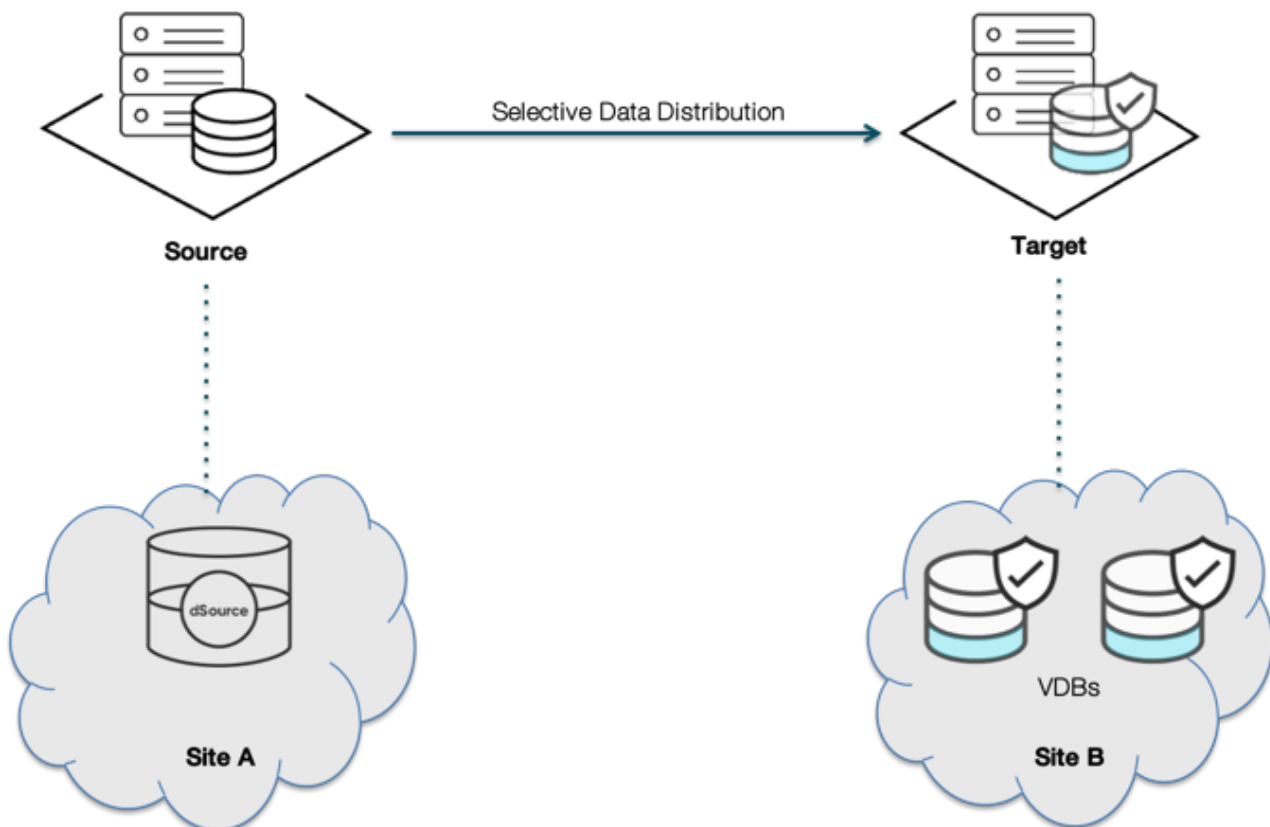 Selective Data Distribution
Source
Target
dSource
VDBs
Site A
Site B